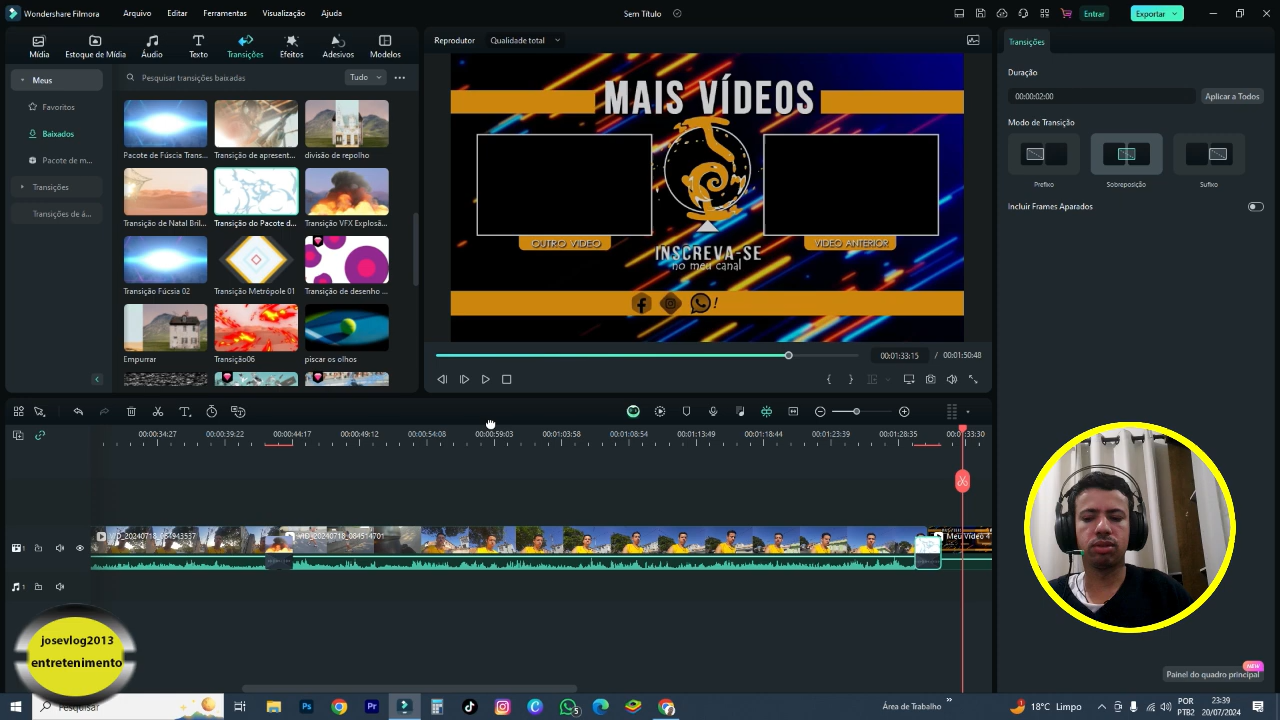 Wondershare Filmora
Arquivo
Editar
Ferramentas
Visualização
Ajuda
Sem Título
Entrar
Exportar
Mídia
Estoque de Mídia
Áudio
Texto
Transições
Efeitos
Adesivos
Modelos
Reprodutor
Qualidade total
Transições
Meus
Pesquisar transições baixadas
Tudo
Favoritos
Baixados
Pacote de m...
Transições
Transições de a...
Pacote de Fúscia Trans...
Transição de apresent...
divisão de repolho
Transição de Natal Bril...
Transição do Pacote d...
Transição VFX Explosã...
Transição Fúcsia 02
Transição Metrópole 01
Transição de desenho ...
Empurrar
Transição06
piscar os olhos
MAIS VÍDEOS
OUTRO VIDEO
VIDEO ANTERIOR
INSCREVA-SE
no meu canal
!
00:01:33:15 / 00:01:50:48
Duração
00:00:02:00
Aplicar a Todos
Modo de Transição
Prefixo
Sobreposição
Sufixo
Incluir Frames Aparados
00:00:34:27
00:00:39:22
00:00:44:17
00:00:49:12
00:00:54:08
00:00:59:03
00:01:03:58
00:01:08:54
00:01:13:49
00:01:18:44
00:01:23:39
00:01:28:35
00:01:33:30
VID_20240718_084514701
Meu Vídeo 4
josevlog2013
entretenimento
Painel do quadro principal
NEW
Pesquisar
5
Área de Trabalho
18°C Limpo
POR
PTB2
23:39
20/07/2024